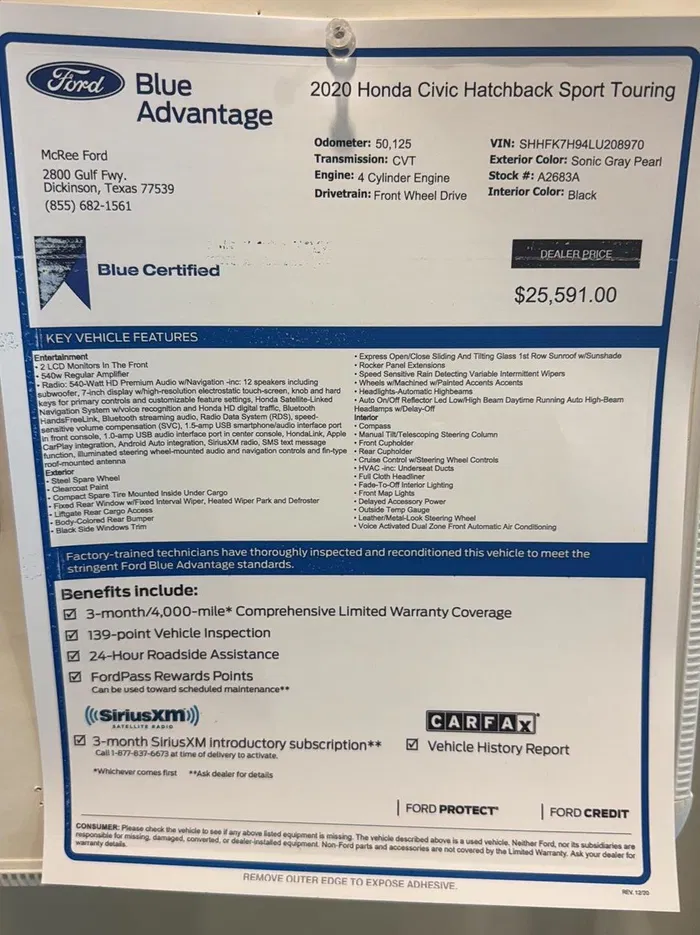 Ford
Blue
Advantage
2020 Honda Civic Hatchback Sport Touring
McRee Ford
2800 Gulf Fwy.
Dickinson, Texas 77539
(855) 682-1561
Odometer: 50,125
Transmission: CVT
Engine: 4 Cylinder Engine
Drivetrain: Front Wheel Drive
VIN: SHHFK7H94LU208970
Exterior Color: Sonic Gray Pearl
Stock #: A2683A
Interior Color: Black
Blue Certified
DEALER PRICE
$25,591.00
KEY VEHICLE FEATURES
Entertainment
• 2 LCD Monitors In The Front
• 540w Regular Amplifier
• Radio: 540-Watt HD Premium Audio w/Navigation -inc: 12 speakers including
subwoofer, 7-inch display w/high-resolution electrostatic touch-screen, knob and hard
keys for primary controls and customizable feature settings, Honda Satellite-Linked
Navigation System w/voice recognition and Honda HD digital traffic, Bluetooth
HandsFreeLink, Bluetooth streaming audio, Radio Data System (RDS), speed-
sensitive volume compensation (SVC), 1.5-amp USB smartphone/audio interface port
in front console, 1.0-amp USB audio interface port in center console, HondaLink, Apple
CarPlay integration, Android Auto integration, SiriusXM radio, SMS text message
function, illuminated steering wheel-mounted audio and navigation controls and fin-type
roof-mounted antenna
Exterior
• Steel Spare Wheel
• Clearcoat Paint
• Compact Spare Tire Mounted Inside Under Cargo
• Fixed Rear Window w/Fixed Interval Wiper, Heated Wiper Park and Defroster
• Liftgate Rear Cargo Access
• Body-Colored Rear Bumper
• Black Side Windows Trim
• Express Open/Close Sliding And Tilting Glass 1st Row Sunroof w/Sunshade
• Rocker Panel Extensions
• Speed Sensitive Rain Detecting Variable Intermittent Wipers
• Wheels w/Machined w/Painted Accents Accents
• Headlights-Automatic Highbeams
• Auto On/Off Reflector Led Low/High Beam Daytime Running Auto High-Beam
Headlamps w/Delay-Off
Interior
• Compass
• Manual Tilt/Telescoping Steering Column
• Front Cupholder
• Rear Cupholder
• Cruise Control w/Steering Wheel Controls
• HVAC -inc: Underseat Ducts
• Full Cloth Headliner
• Fade-To-Off Interior Lighting
• Front Map Lights
• Delayed Accessory Power
• Outside Temp Gauge
• Leather/Metal-Look Steering Wheel
• Voice Activated Dual Zone Front Automatic Air Conditioning
Factory-trained technicians have thoroughly inspected and reconditioned this vehicle to meet the
stringent Ford Blue Advantage standards.
Benefits include:
3-month/4,000-mile* Comprehensive Limited Warranty Coverage
139-point Vehicle Inspection
24-Hour Roadside Assistance
FordPass Rewards Points
Can be used toward scheduled maintenance**
SiriusXM
SATELLITE RADIO
3-month SiriusXM introductory subscription**
Call 1-877-837-6673 at time of delivery to activate.
CARFAX
Vehicle History Report
*Whichever comes first **Ask dealer for details
FORD PROTECT
FORD CREDIT
CONSUMER: Please check the vehicle to see if any above listed equipment is missing. The vehicle described above is a used vehicle. Neither Ford, nor its subsidiaries are
responsible for missing, damaged, converted, or dealer-installed equipment. Non-Ford parts and accessories are not covered by the Limited Warranty. Ask your dealer for
warranty details.
REMOVE OUTER EDGE TO EXPOSE ADHESIVE.
REV. 12/20